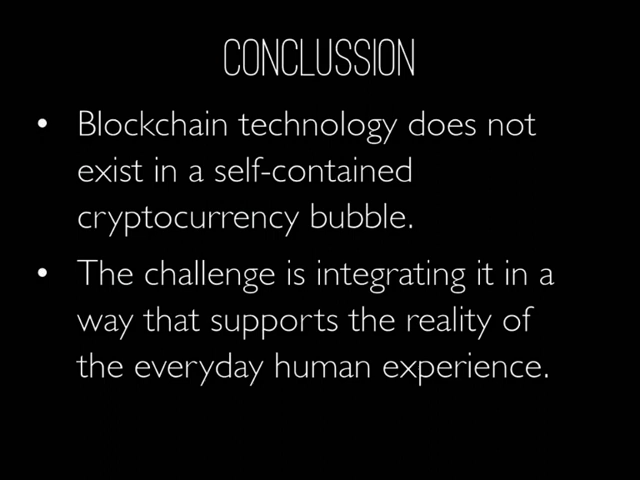 CONCLUSSION
• Blockchain technology does not
exist in a self-contained
cryptocurrency bubble.
• The challenge is integrating it in a
way that supports the reality of
the everyday human experience.